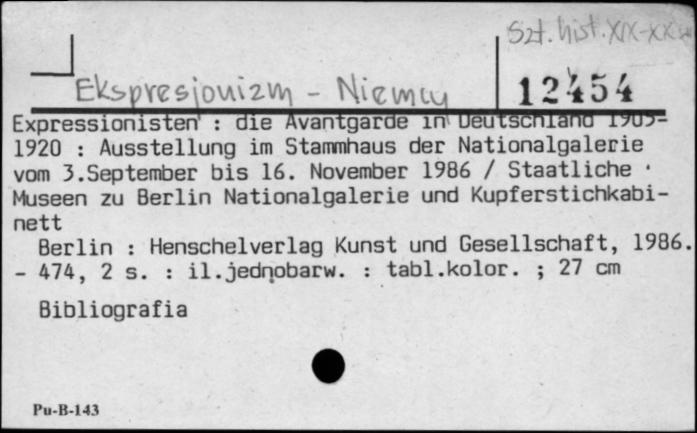 Szt. hist. XIX-XX w
Ekspresjonizm - Niemcy
12454
Expressionisten : die Avantgarde in Deutschland 1905-
1920 : Ausstellung im Stammhaus der Nationalgalerie
vom 3.September bis 16. November 1986 / Staatliche
Museen zu Berlin Nationalgalerie und Kupferstichkabi-
nett
Berlin : Henschelverlag Kunst und Gesellschaft, 1986.
- 474, 2 s. : il.jednobarw. : tabl.kolor. ; 27 cm
Bibliografia
Pu-B-143